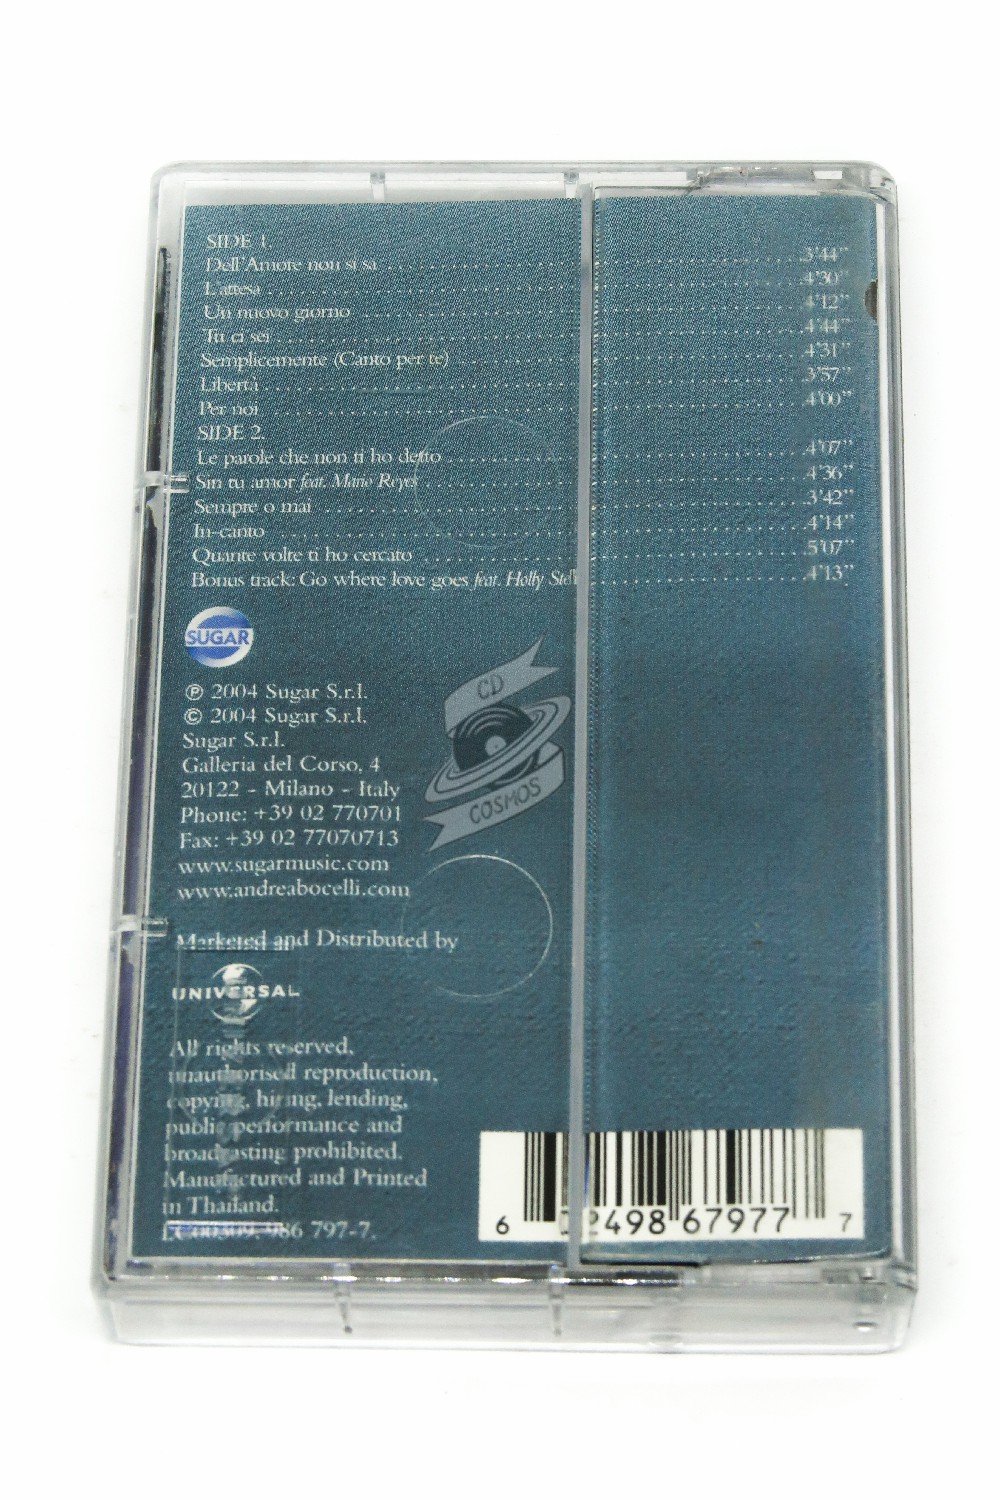 SIDE 1.
Dell'Amore non si sa 3'44"
L'attesa 4'30"
Un nuovo giorno 4'12"
Tu ci sei 4'44"
Semplicemente (Canto per te) 4'31"
Libertà 3'57"
Per noi 4'00"
SIDE 2.
Le parole che non ti ho detto 4'07"
Sin tu amor feat. Mario Reyes 4'36"
Sempre o mai 3'42"
In-canto 4'14"
Quante volte ti ho cercato 5'07"
Bonus track: Go where love goes feat. Holly 4'13"
SUGAR
℗ 2004 Sugar S.r.l.
© 2004 Sugar S.r.l.
Sugar S.r.l.
Galleria del Corso, 4
20122 - Milano - Italy
Phone: +39 02 770701
Fax: +39 02 77070713
www.sugarmusic.com
www.andreabocelli.com
CD
COSMOS
Marketed and Distributed by
UNIVERSAL
All rights reserved,
unauthorised reproduction,
copying, hiring, lending,
public performance and
broadcasting prohibited.
Manufactured and Printed
in Thailand.
LC00309. 986 797-7.
6 02498 67977 7